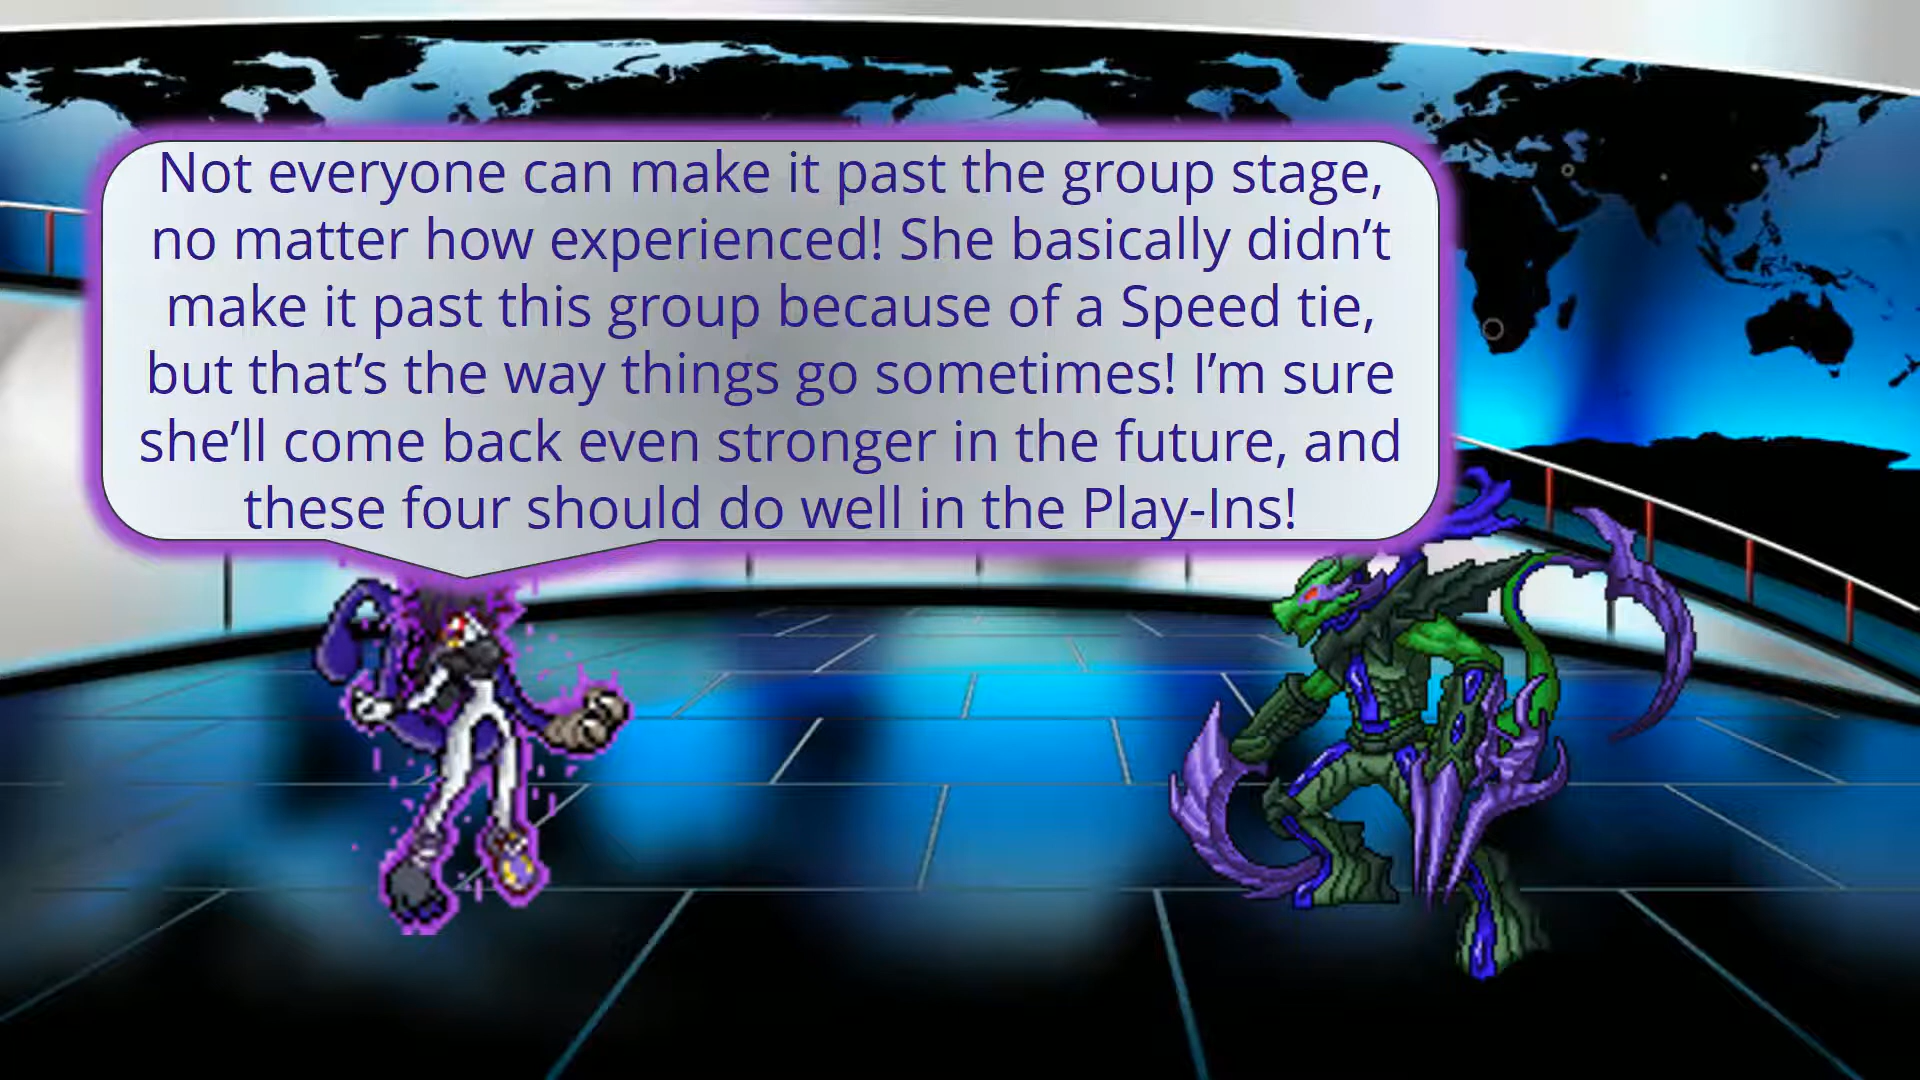 Not everyone can make it past the group stage,
no matter how experienced! She basically didn’t
make it past this group because of a Speed tie,
but that’s the way things go sometimes! I’m sure
she’ll come back even stronger in the future, and
these four should do well in the Play-Ins!